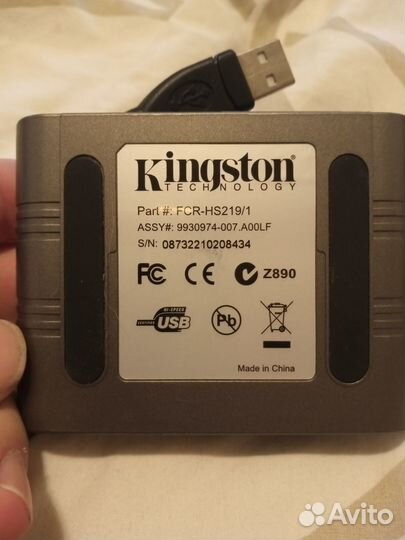 Kingston
TECHNOLOGY
Part #: FCR-HS219/1
ASSY#: 9930974-007.A00LF
S/N: 08732210208434
FC CE Z890
HI-SPEED
CERTIFIED USB
Pb
Made in China
Avito